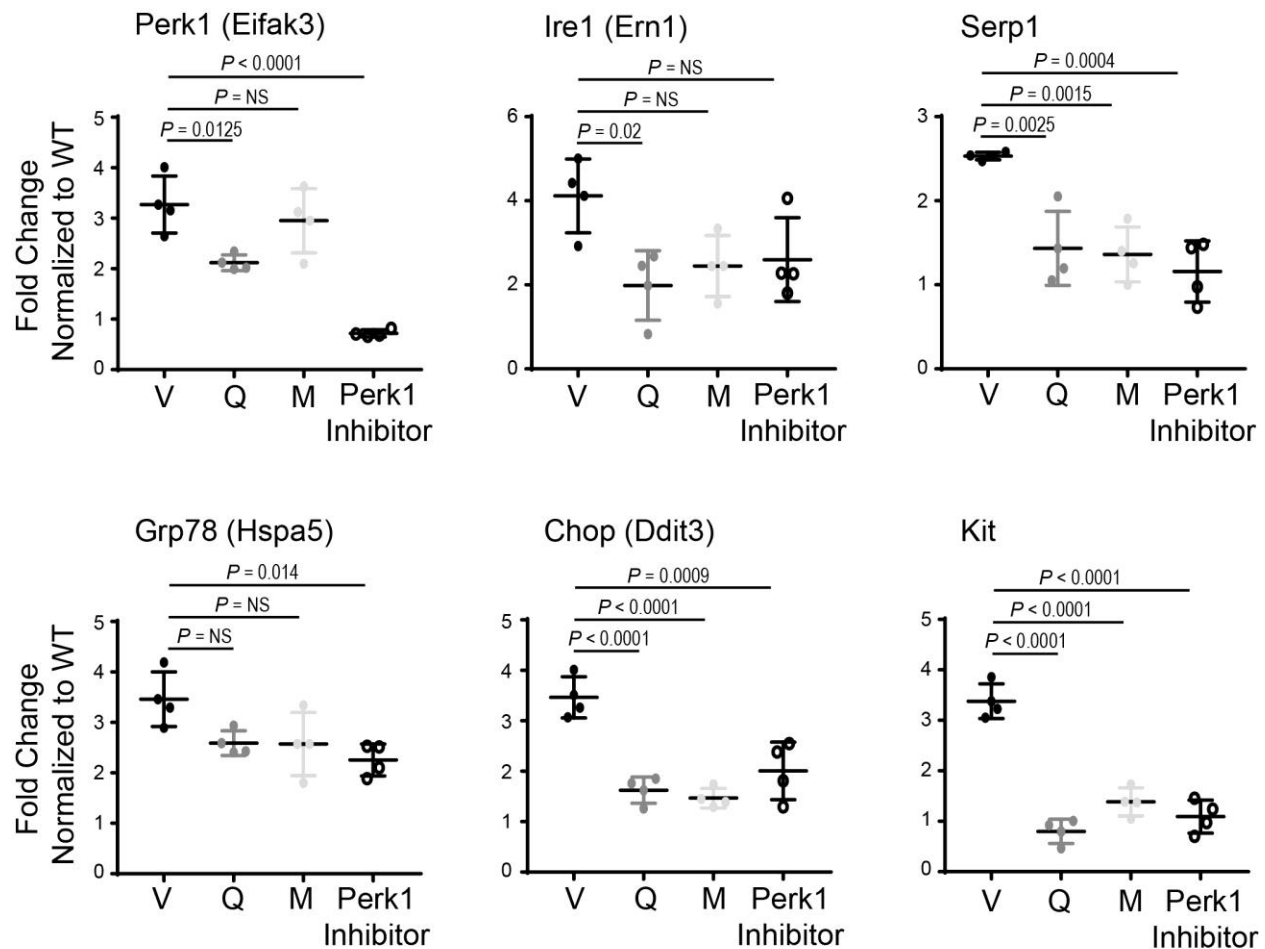 Perk1 (Eifak3)
P < 0.0001
P = NS
P = 0.0125
Fold Change
Normalized to WT
5
4
3
2
1
0
V Q M Perk1
Inhibitor
Ire1 (Ern1)
P = NS
P = NS
P = 0.02
6
4
2
0
V Q M Perk1
Inhibitor
Serp1
P = 0.0004
P = 0.0015
P = 0.0025
3
2
1
0
V Q M Perk1
Inhibitor
Grp78 (Hspa5)
P = 0.014
P = NS
P = NS
Fold Change
Normalized to WT
5
4
3
2
1
0
V Q M Perk1
Inhibitor
Chop (Ddit3)
P = 0.0009
P < 0.0001
P < 0.0001
5
4
3
2
1
0
V Q M Perk1
Inhibitor
Kit
P < 0.0001
P < 0.0001
P < 0.0001
5
4
3
2
1
0
V Q M Perk1
Inhibitor